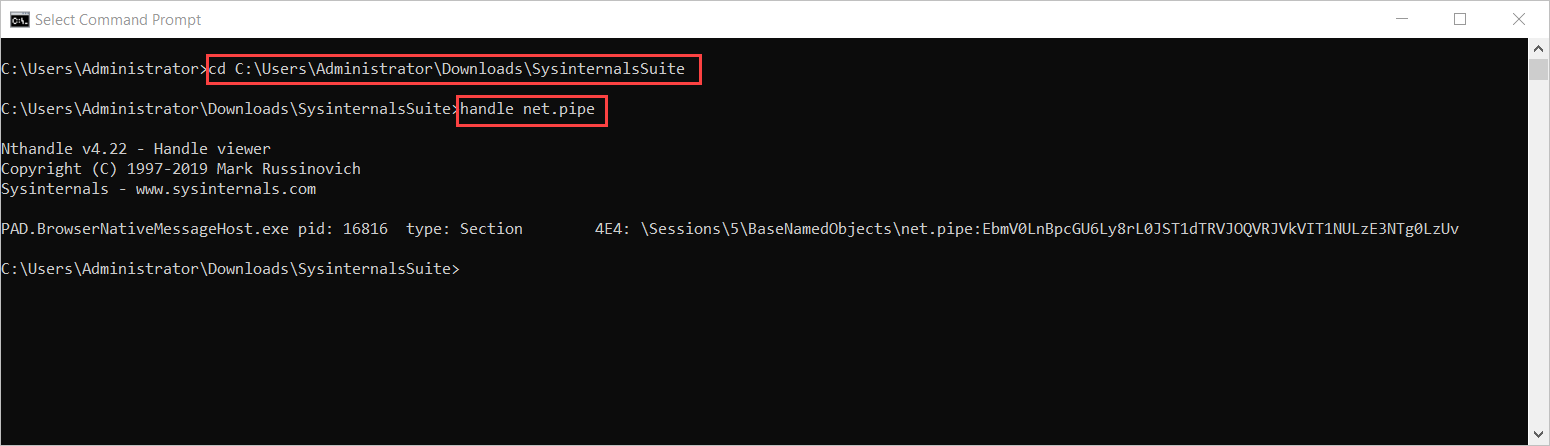 Select Command Prompt
C:\Users\Administrator>cd C:\Users\Administrator\Downloads\SysinternalsSuite
C:\Users\Administrator\Downloads\SysinternalsSuite>handle net.pipe
Nthandle v4.22 - Handle viewer
Copyright (C) 1997-2019 Mark Russinovich
Sysinternals - www.sysinternals.com
PAD.BrowserNativeMessageHost.exe pid: 16816  type: Section        4E4: \Sessions\5\BaseNamedObjects\net.pipe:EbmV0LnBpcGU6Ly8rL0JST1dTRVJOQVRJVkVIT1NULzE3NTg0LzUv
C:\Users\Administrator\Downloads\SysinternalsSuite>